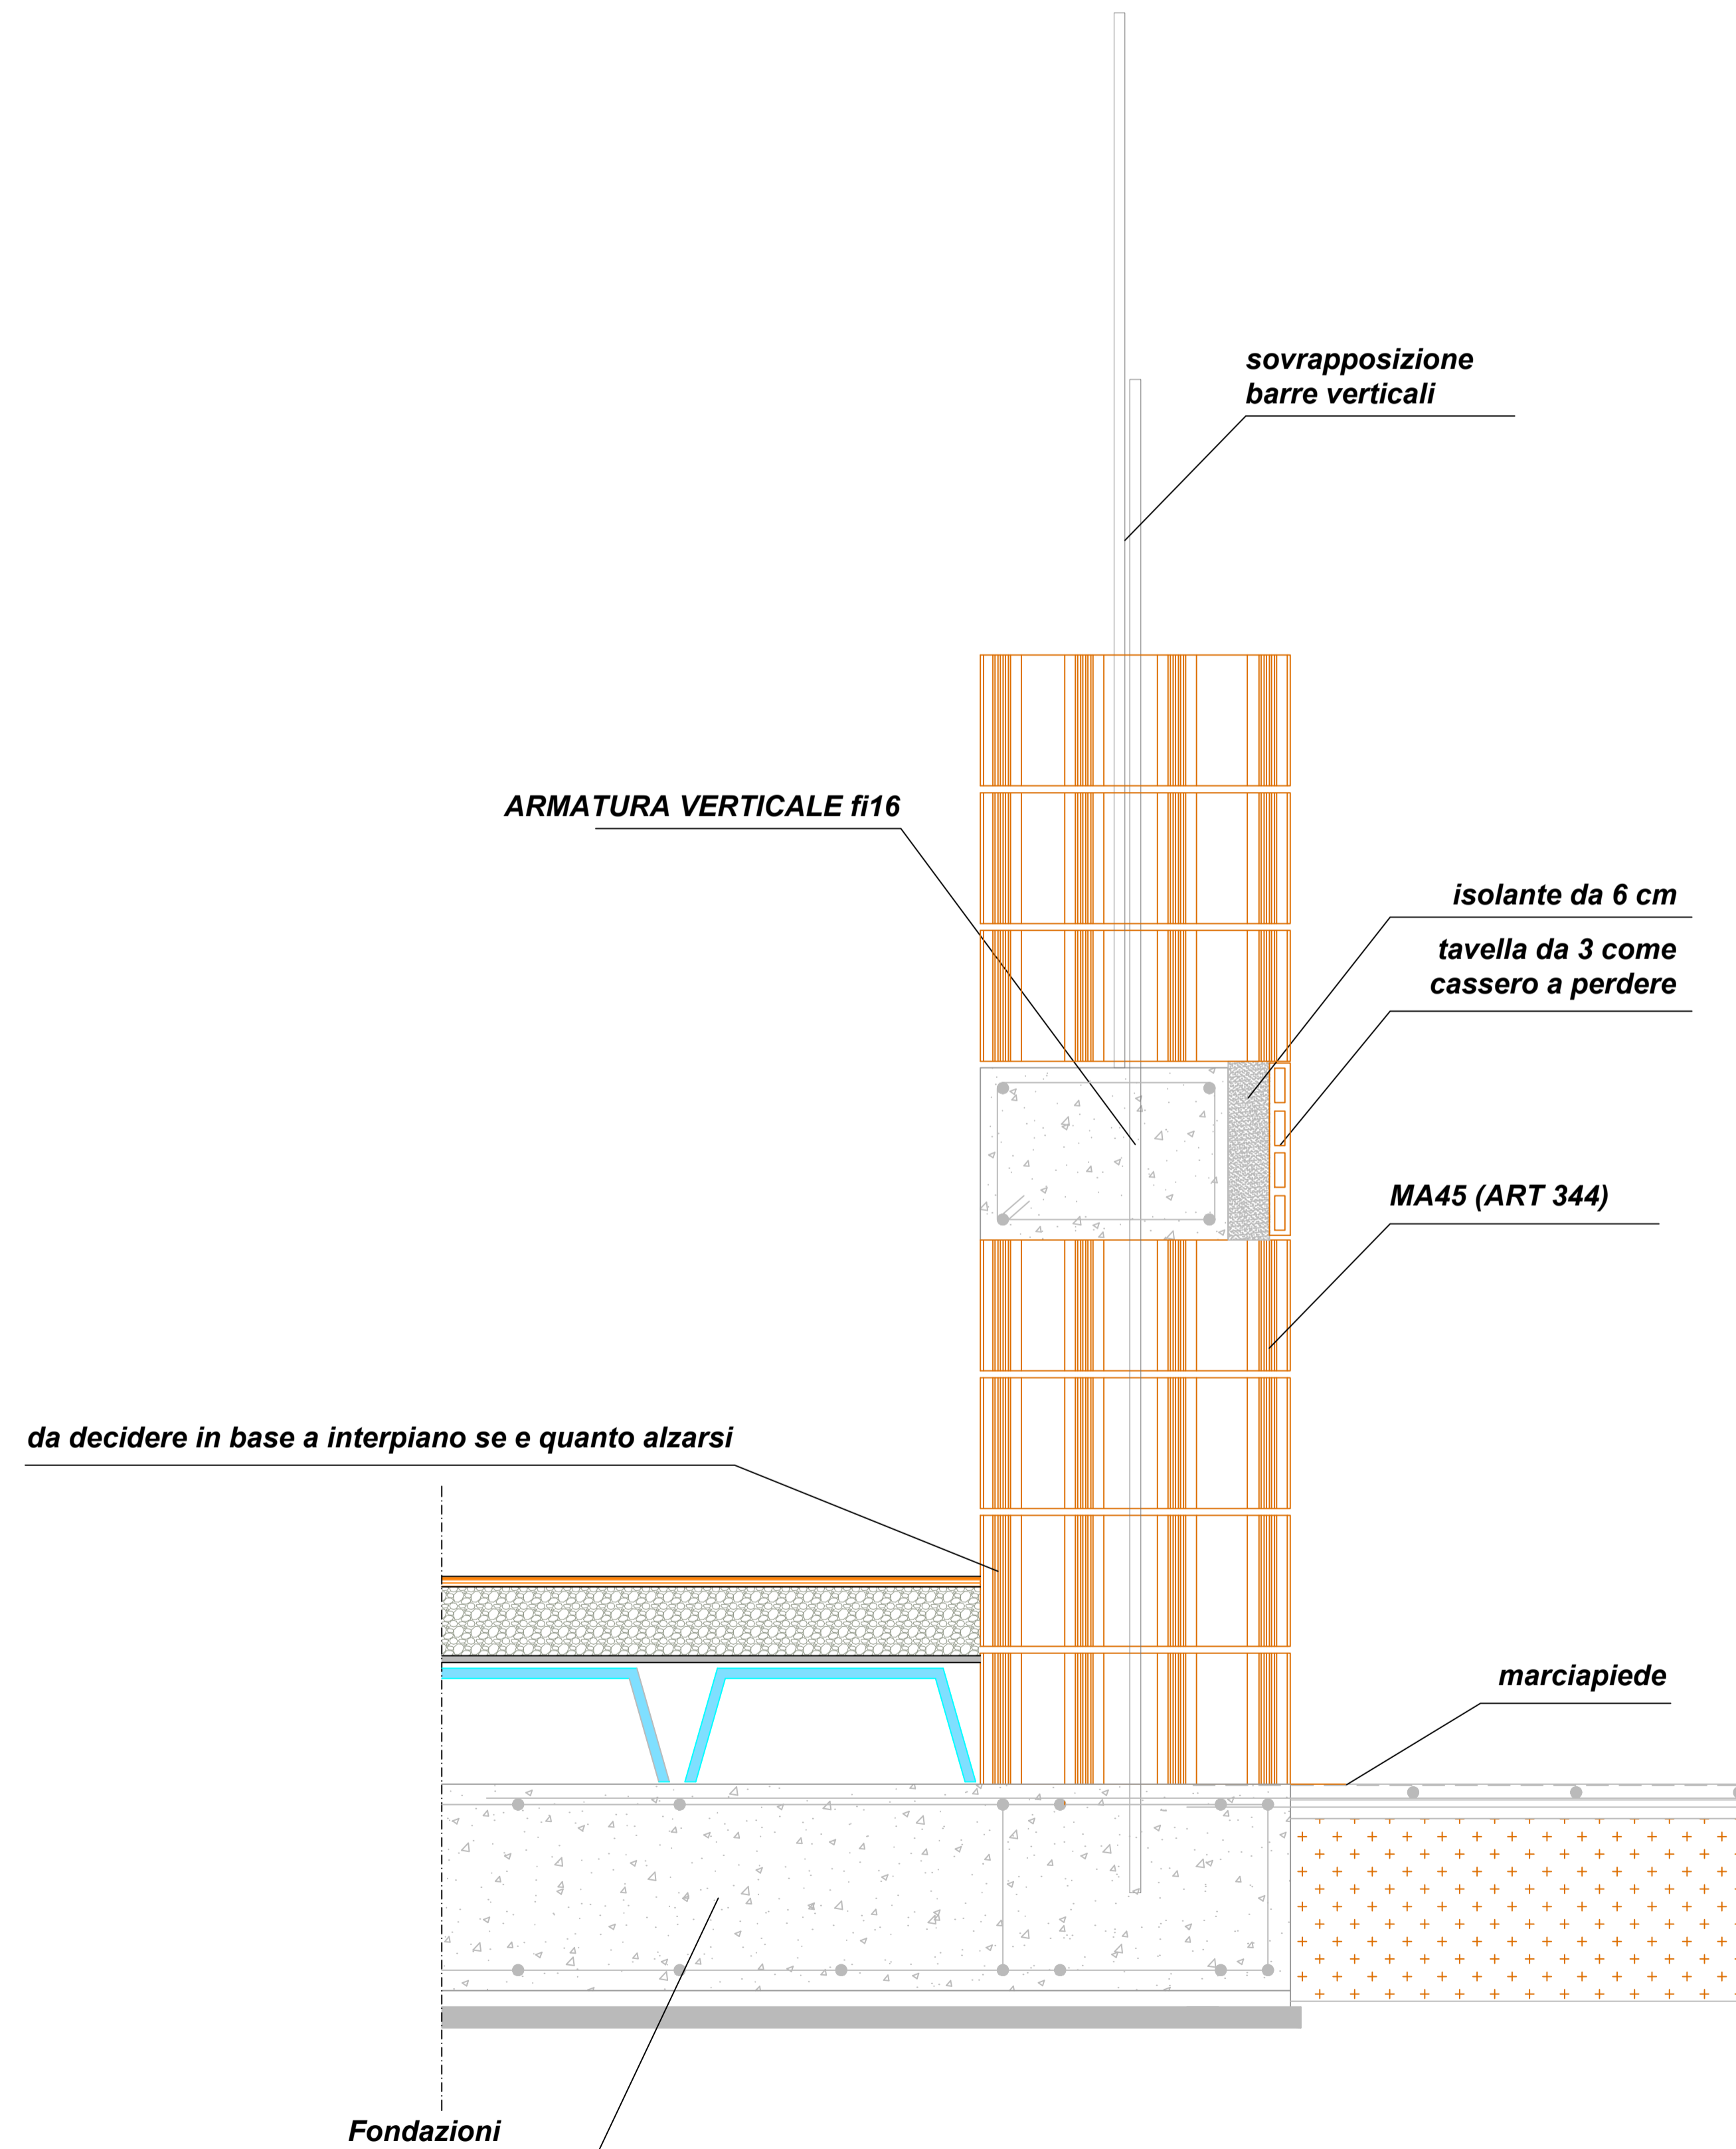 sovrapposizione
barre verticali
ARMATURA VERTICALE fi16
isolante da 6 cm
tavella da 3 come
cassero a perdere
MA45 (ART 344)
da decidere in base a interpiano se e quanto alzarsi
marciapiede
Fondazioni